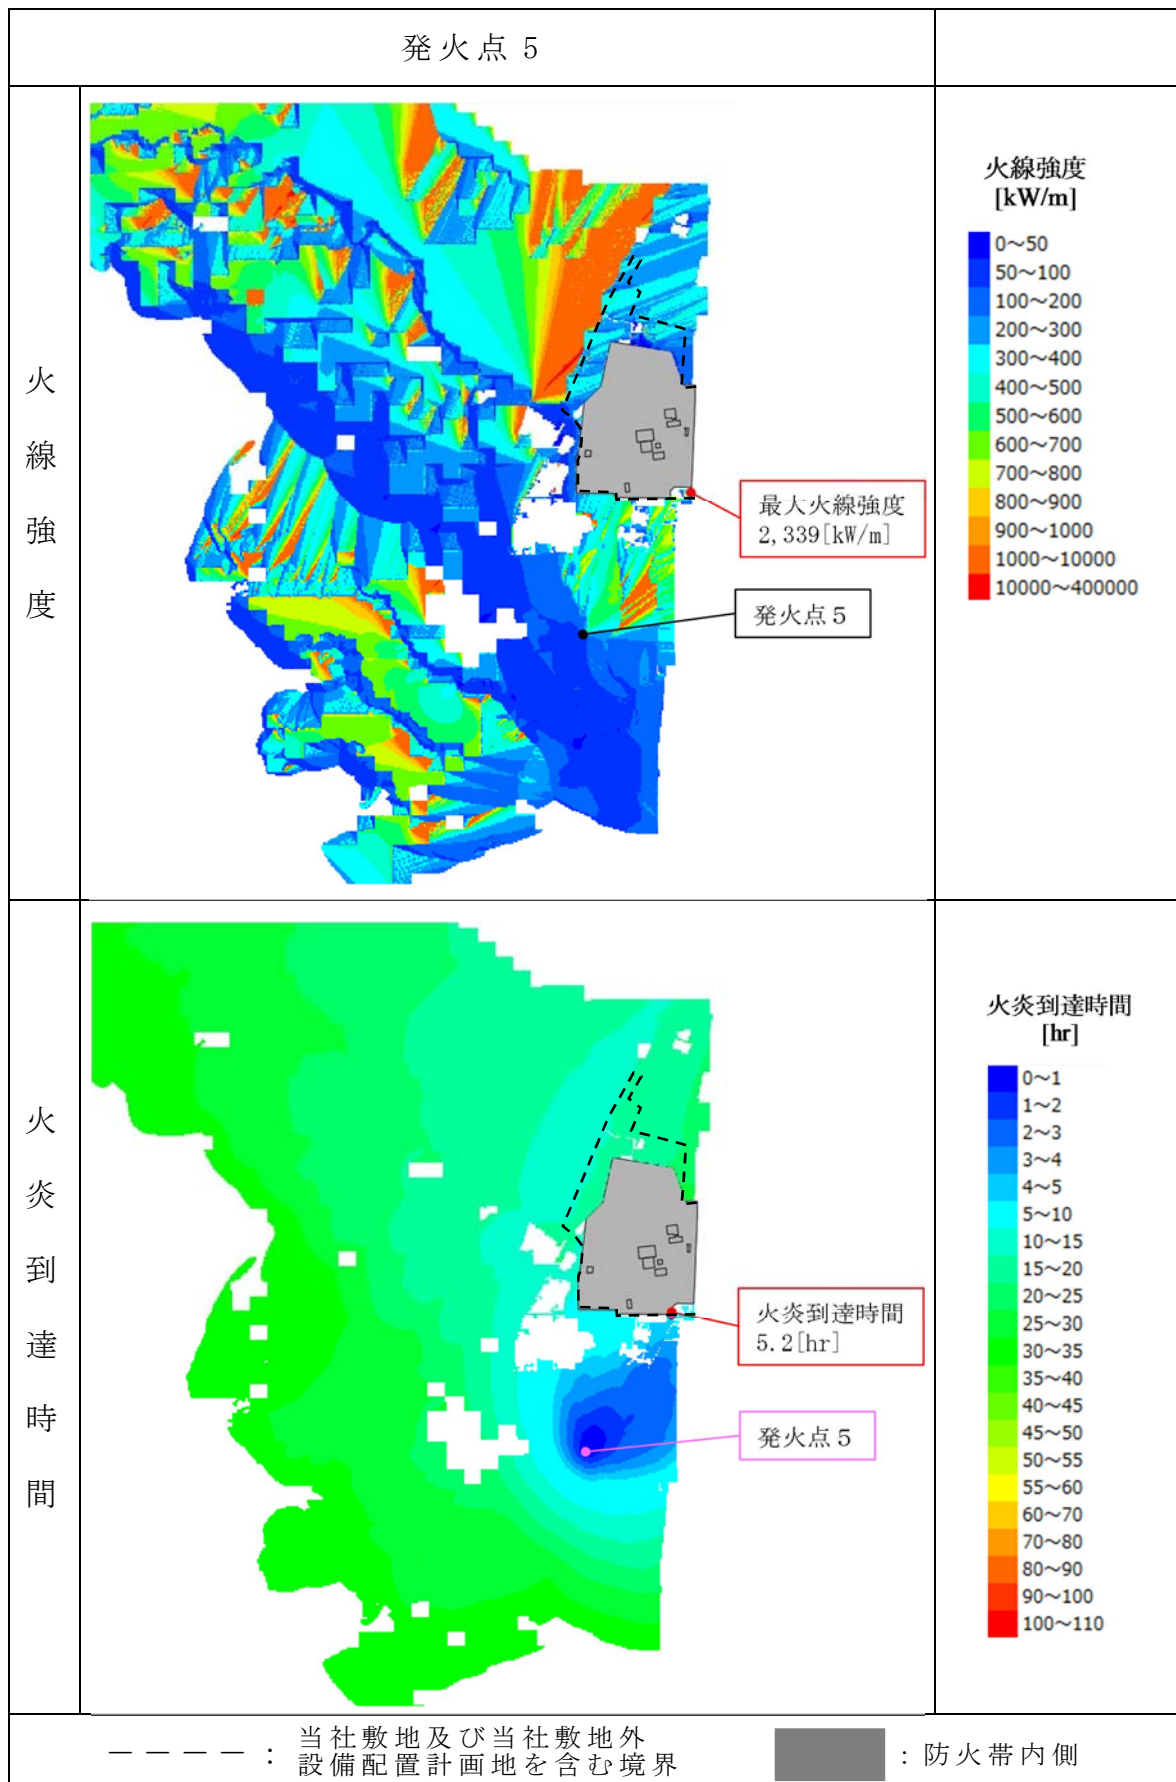 発火点 5
火線強度
火線強度
[kW/m]
0～50
50～100
100～200
200～300
300～400
400～500
500～600
600～700
700～800
800～900
900～1000
1000～10000
10000～400000
最大火線強度
2,339[kW/m]
発火点 5
火炎到達時間
火炎到達時間
[hr]
0～1
1～2
2～3
3～4
4～5
5～10
10～15
15～20
20～25
25～30
30～35
35～40
40～45
45～50
50～55
55～60
60～70
70～80
80～90
90～100
100～110
火炎到達時間
5.2[hr]
発火点 5
：当社敷地及び当社敷地外
設備配置計画地を含む境界
：防火帯内側